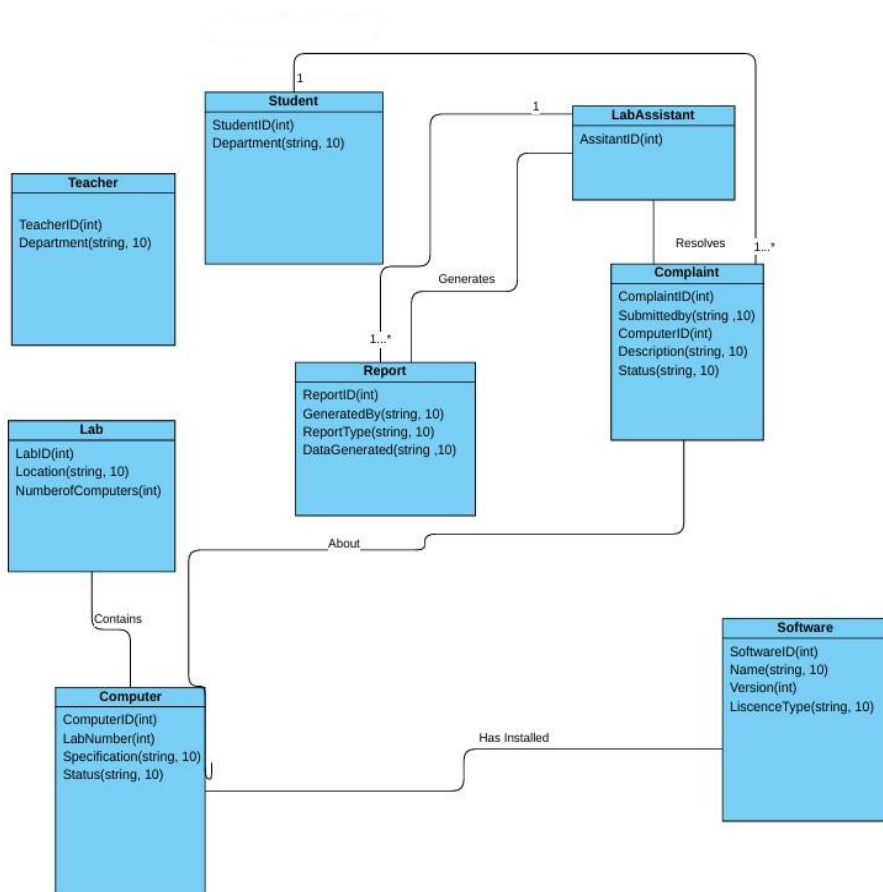 1
Student
StudentID(int)
Department(string, 10)
1
LabAssistant
AssitantID(int)
Teacher
TeacherID(int)
Department(string, 10)
Resolves
1...*
Generates
Complaint
ComplaintID(int)
Submittedby(string ,10)
ComputerID(int)
Description(string, 10)
Status(string, 10)
1...*
Report
ReportID(int)
GeneratedBy(string, 10)
ReportType(string, 10)
DataGenerated(string ,10)
Lab
LabID(int)
Location(string, 10)
NumberofComputers(int)
About
Contains
Software
SoftwareID(int)
Name(string, 10)
Version(int)
LiscenceType(string, 10)
Computer
ComputerID(int)
LabNumber(int)
Specification(string, 10)
Status(string, 10)
Has Installed